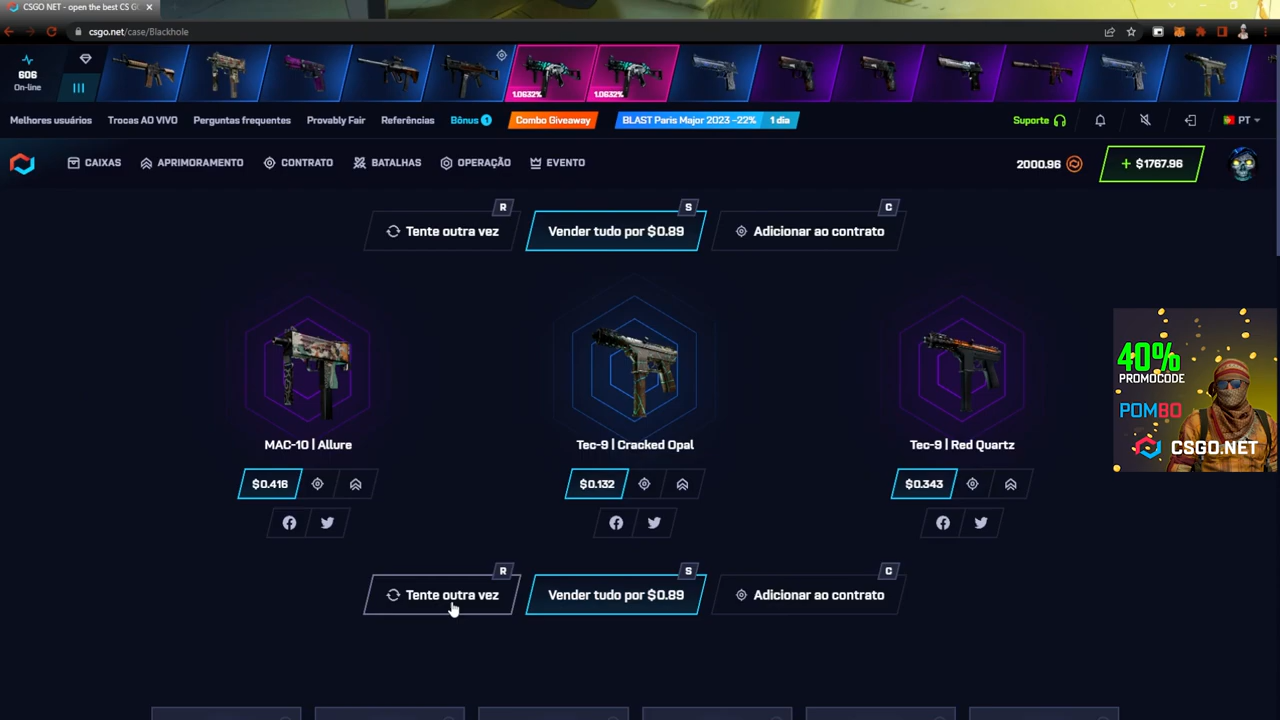 CSGO NET - open the best CS G
csgo.net/case/Blackhole
606
On-line
1.0632%
1.0632%
Melhores usuários
Trocas AO VIVO
Perguntas frequentes
Provably Fair
Referências
Bônus 1
Combo Giveaway
BLAST Paris Major 2023 -22%
1 dia
Suporte
PT
CAIXAS
APRIMORAMENTO
CONTRATO
BATALHAS
OPERAÇÃO
EVENTO
2000.96
+ $1767.96
R
S
C
Tente outra vez
Vender tudo por $0.89
Adicionar ao contrato
40%
PROMOCODE
POMBO
CSGO.NET
MAC-10 | Allure
Tec-9 | Cracked Opal
Tec-9 | Red Quartz
$0.416
$0.132
$0.343
R
S
C
Tente outra vez
Vender tudo por $0.89
Adicionar ao contrato